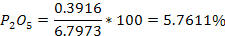 P₂O₅ = 0.3916 / 6.7973 * 100 = 5.7611%